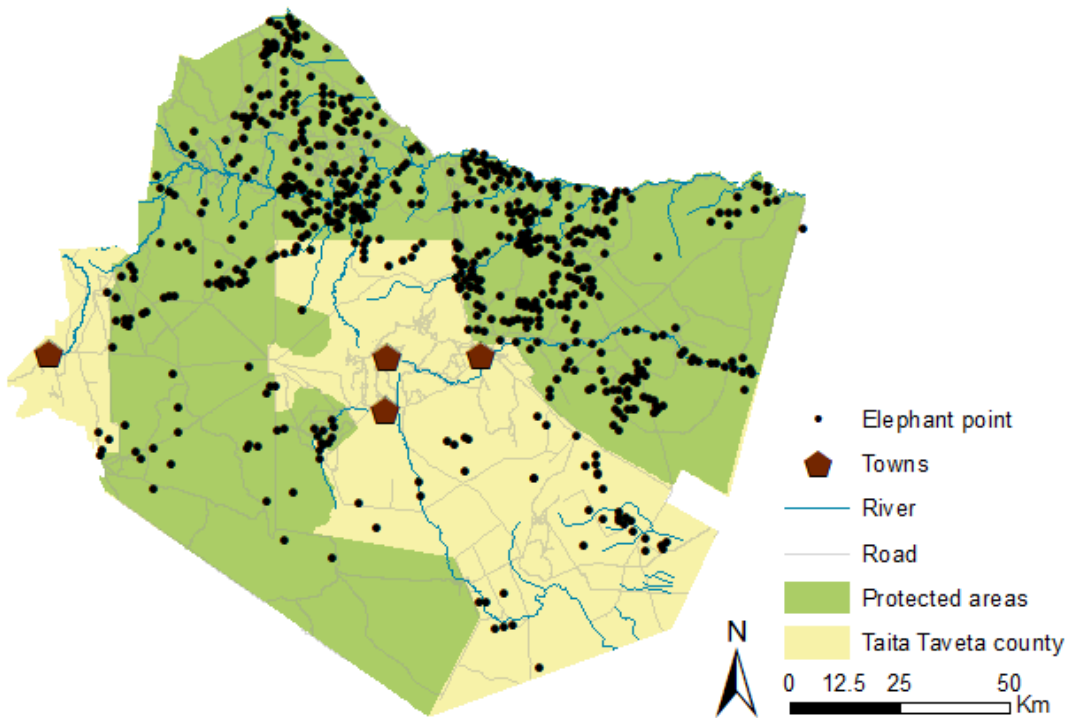 Elephant point
Towns
River
Road
Protected areas
Taita Taveta county
N
0 12.5 25 50
Km